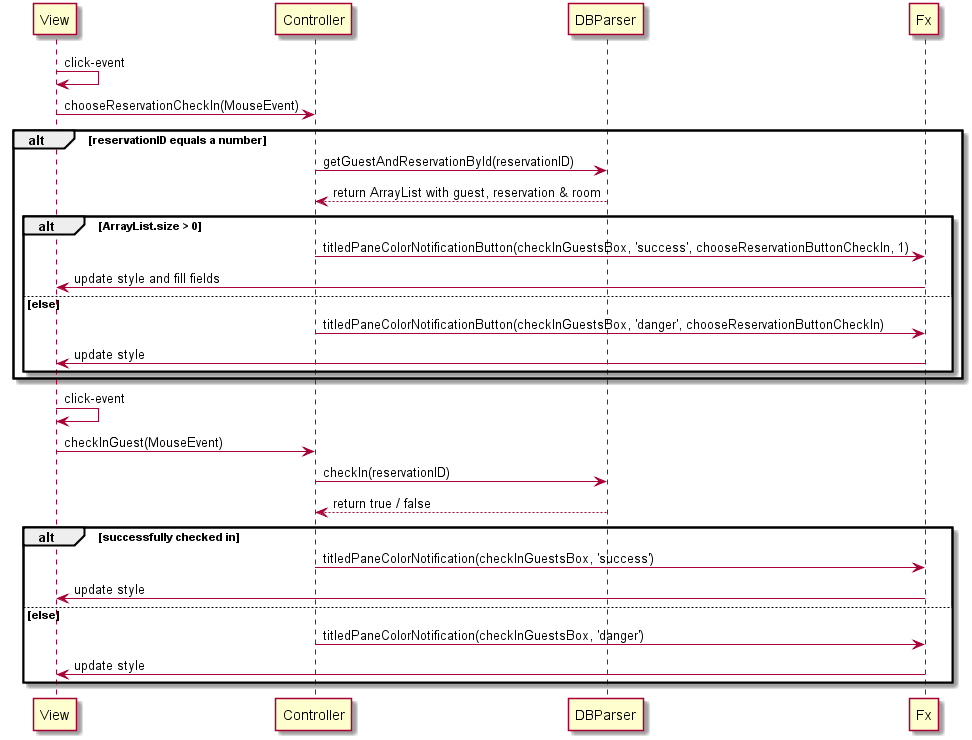 View Controller DBParser Fx
click-event
chooseReservationCheckIn(MouseEvent)
alt [reservationID equals a number]
getGuestAndReservationById(reservationID)
return ArrayList with guest, reservation & room
alt [ArrayList.size > 0]
titledPaneColorNotificationButton(checkInGuestsBox, 'success', chooseReservationButtonCheckIn, 1)
update style and fill fields
[else]
titledPaneColorNotificationButton(checkInGuestsBox, 'danger', chooseReservationButtonCheckIn)
update style
click-event
checkInGuest(MouseEvent)
checkIn(reservationID)
return true / false
alt [successfully checked in]
titledPaneColorNotification(checkInGuestsBox, 'success')
update style
[else]
titledPaneColorNotification(checkInGuestsBox, 'danger')
update style
View Controller DBParser Fx